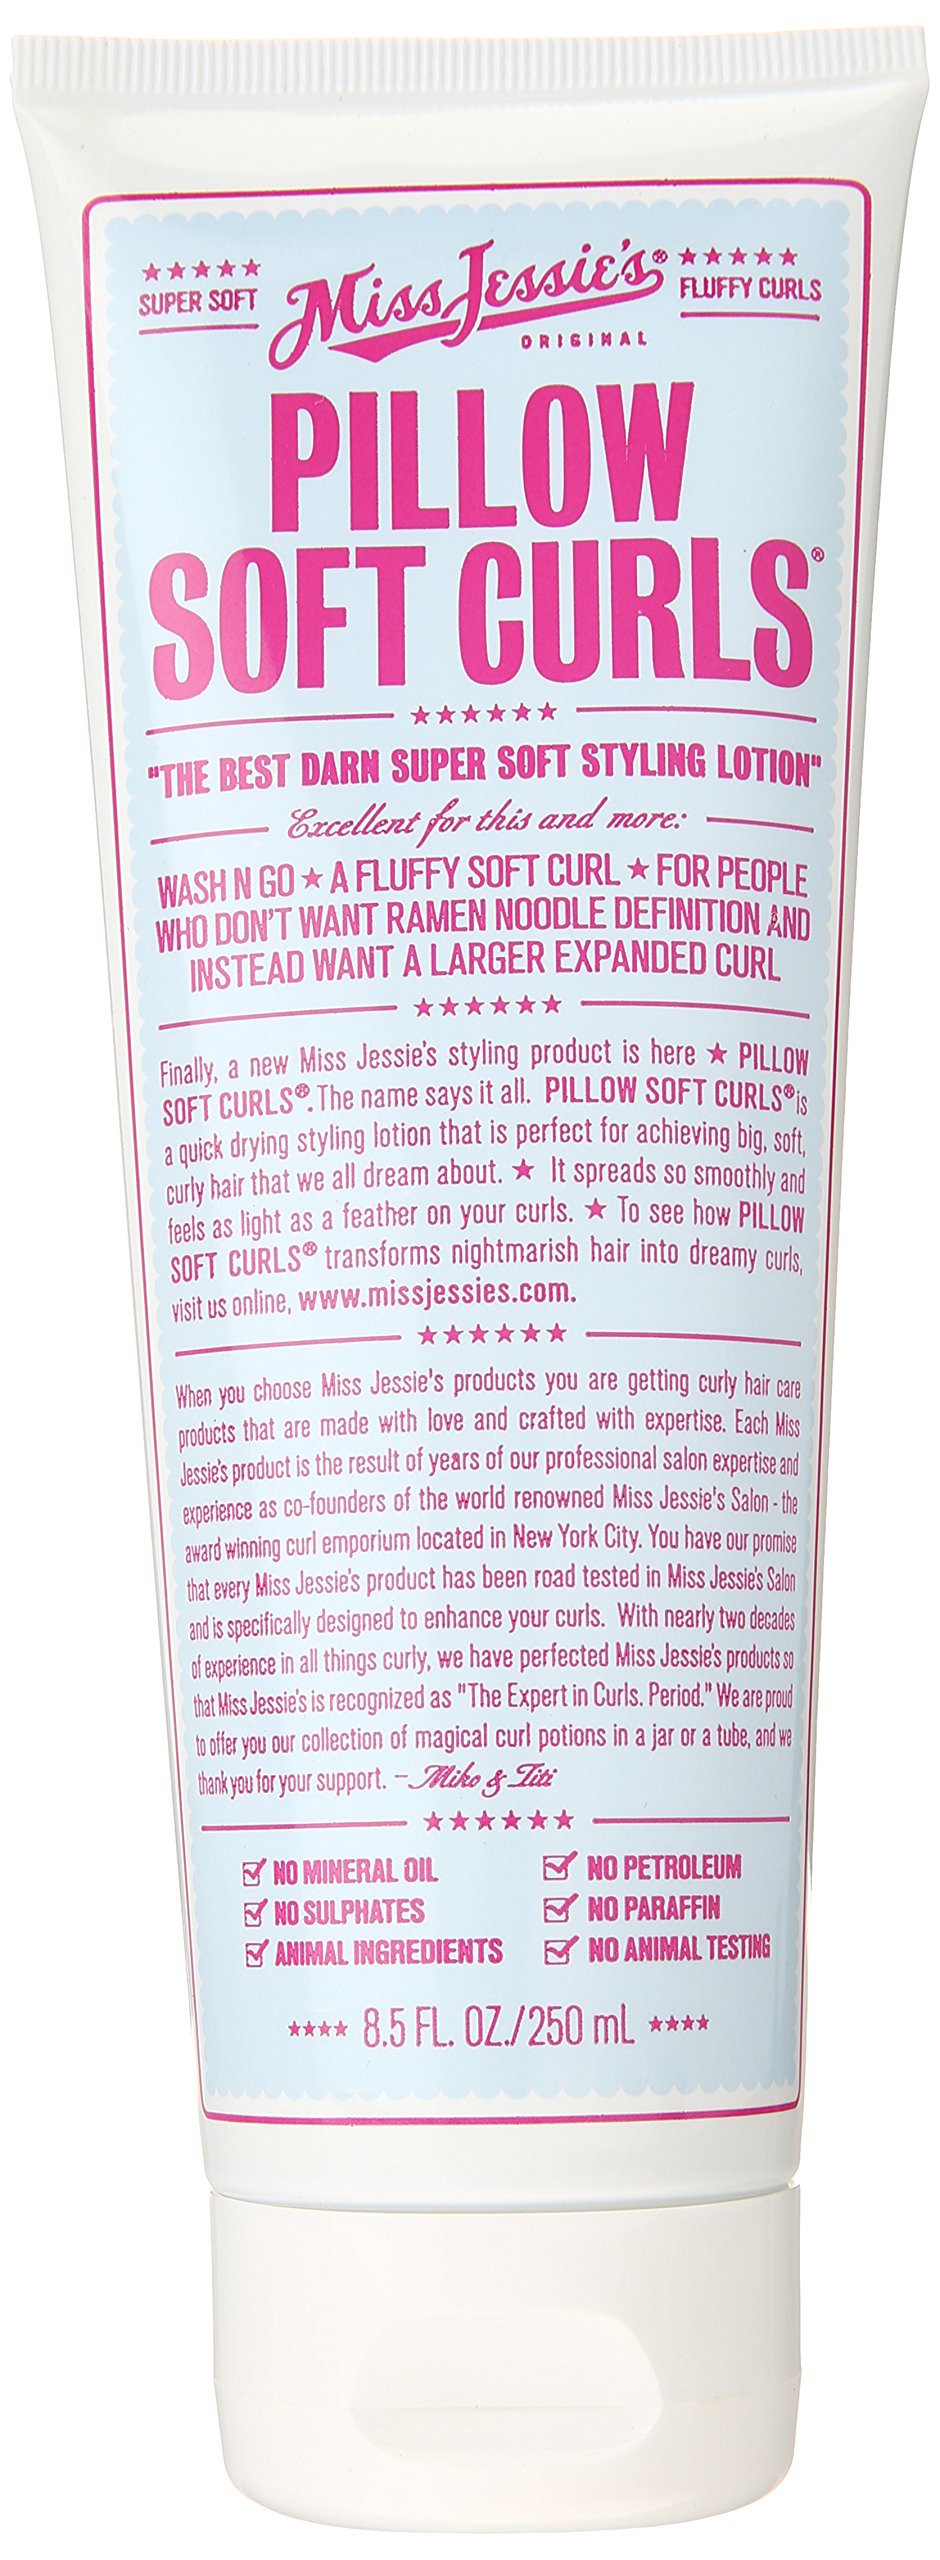 ★★★★★ Miss Jessie's® ★★★★★
SUPER SOFT FLUFFY CURLS
ORIGINAL
PILLOW
SOFT CURLS®
★★★★★★
"THE BEST DARN SUPER SOFT STYLING LOTION"
Excellent for this and more:
WASH N GO ★ A FLUFFY SOFT CURL ★ FOR PEOPLE
WHO DON'T WANT RAMEN NOODLE DEFINITION AND
INSTEAD WANT A LARGER EXPANDED CURL
★★★★★★
Finally, a new Miss Jessie's styling product is here ★ PILLOW
SOFT CURLS®. The name says it all. PILLOW SOFT CURLS® is
a quick drying styling lotion that is perfect for achieving big, soft,
curly hair that we all dream about. ★ It spreads so smoothly and
feels as light as a feather on your curls. ★ To see how PILLOW
SOFT CURLS® transforms nightmarish hair into dreamy curls,
visit us online, www.missjessies.com.
★★★★★★
When you choose Miss Jessie's products you are getting curly hair care
products that are made with love and crafted with expertise. Each Miss
Jessie's product is the result of years of our professional salon expertise and
experience as co-founders of the world renowned Miss Jessie's Salon - the
award winning curl emporium located in New York City. You have our promise
that every Miss Jessie's product has been road tested in Miss Jessie's Salon
and is specifically designed to enhance your curls. With nearly two decades
of experience in all things curly, we have perfected Miss Jessie's products so
that Miss Jessie's is recognized as "The Expert in Curls. Period." We are proud
to offer you our collection of magical curl potions in a jar or a tube, and we
thank you for your support. – Miko & Titi
★★★★★★
NO MINERAL OIL NO PETROLEUM
NO SULPHATES NO PARAFFIN
ANIMAL INGREDIENTS NO ANIMAL TESTING
★★★★ 8.5 FL. OZ./250 mL ★★★★